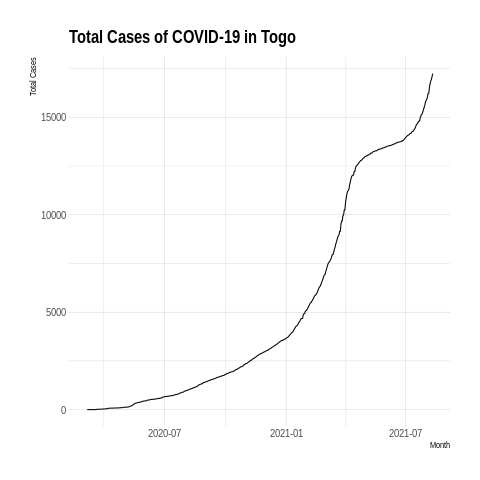 Total Cases of COVID-19 in Togo
Total Cases
15000
10000
5000
0
2020-07
2021-01
2021-07
Month